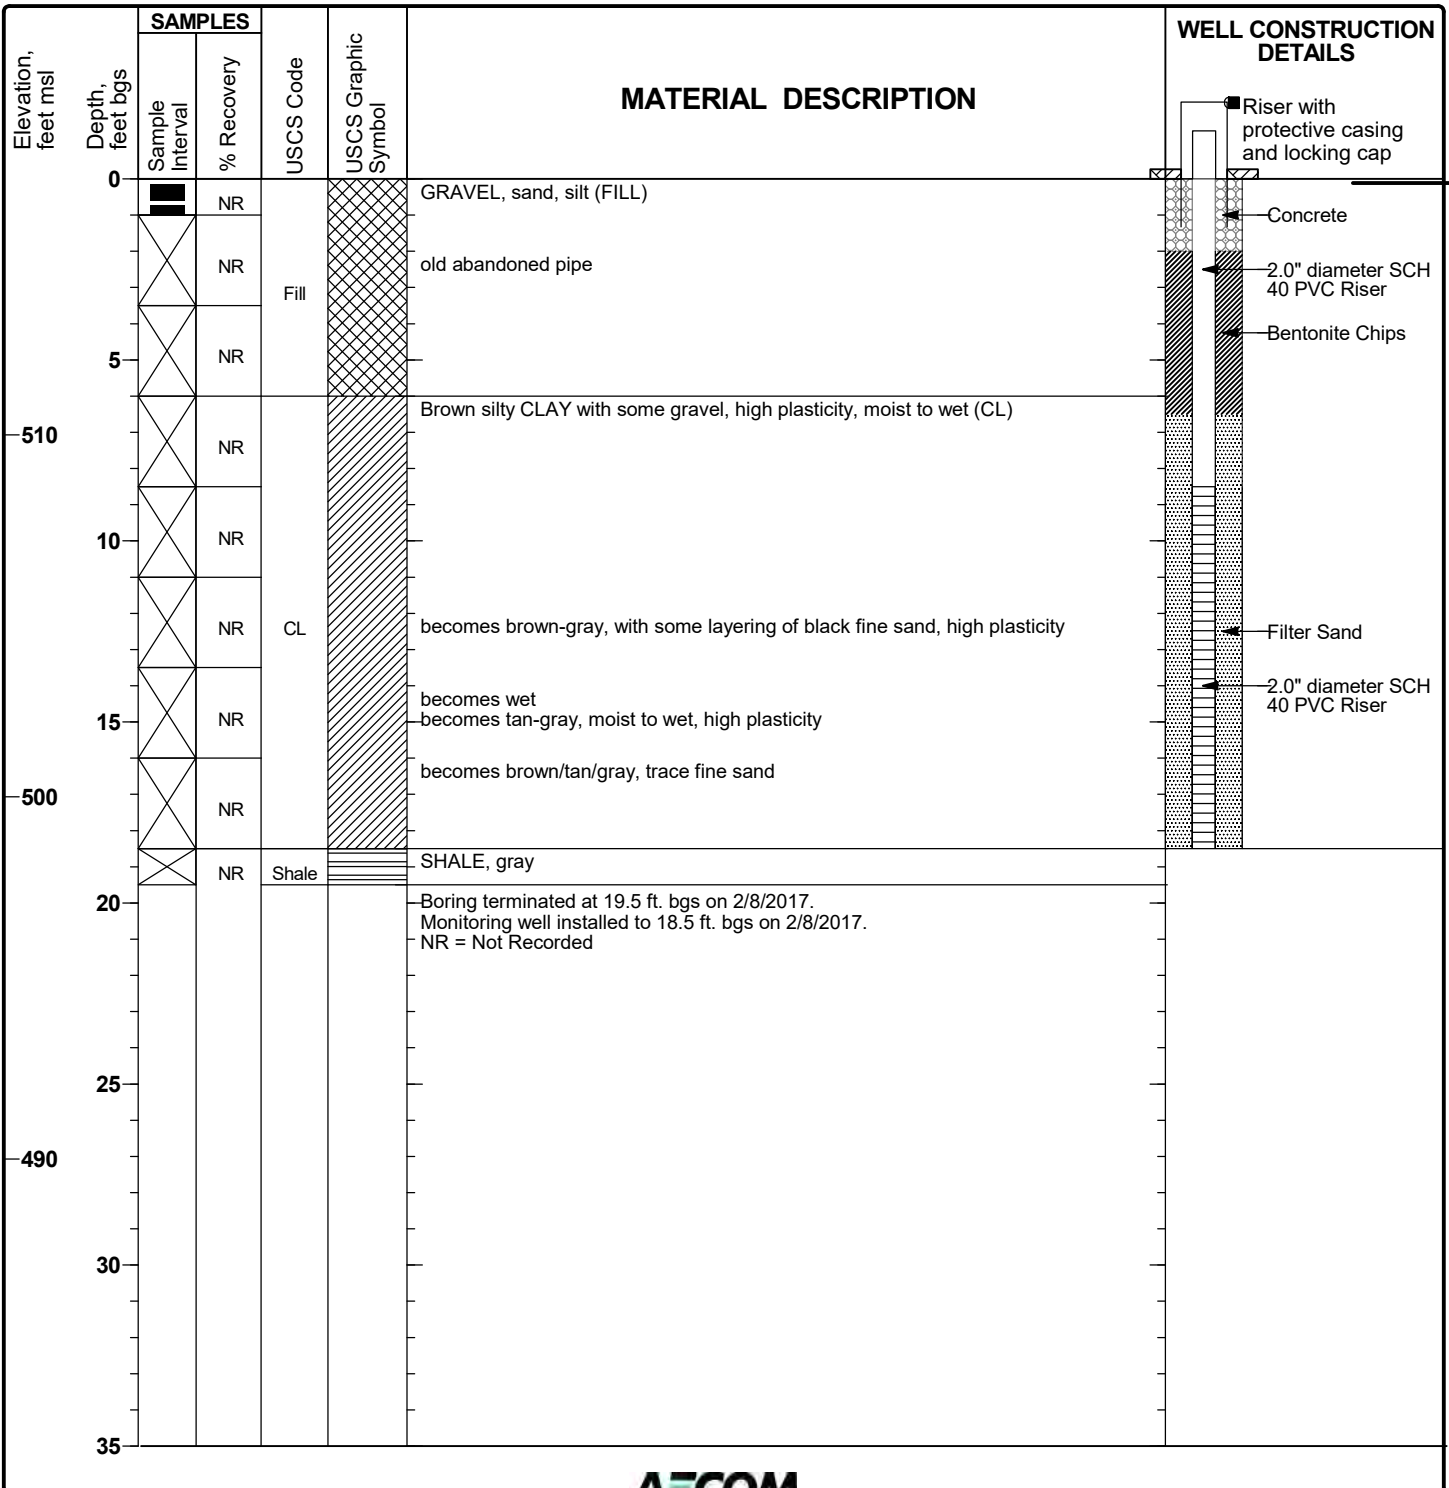 SAMPLES
Elevation,
feet msl
Depth,
feet bgs
Sample
Interval
% Recovery
USCS Code
USCS Graphic
Symbol
MATERIAL DESCRIPTION
WELL CONSTRUCTION
DETAILS
Riser with
protective casing
and locking cap
0
NR
GRAVEL, sand, silt (FILL)
Concrete
NR
old abandoned pipe
2.0" diameter SCH
40 PVC Riser
Fill
Bentonite Chips
5
NR
Brown silty CLAY with some gravel, high plasticity, moist to wet (CL)
510
NR
10
NR
NR
CL
becomes brown-gray, with some layering of black fine sand, high plasticity
Filter Sand
2.0" diameter SCH
40 PVC Riser
becomes wet
15
NR
becomes tan-gray, moist to wet, high plasticity
becomes brown/tan/gray, trace fine sand
500
NR
SHALE, gray
NR
Shale
20
Boring terminated at 19.5 ft. bgs on 2/8/2017.
Monitoring well installed to 18.5 ft. bgs on 2/8/2017.
NR = Not Recorded
25
490
30
35
AECOM